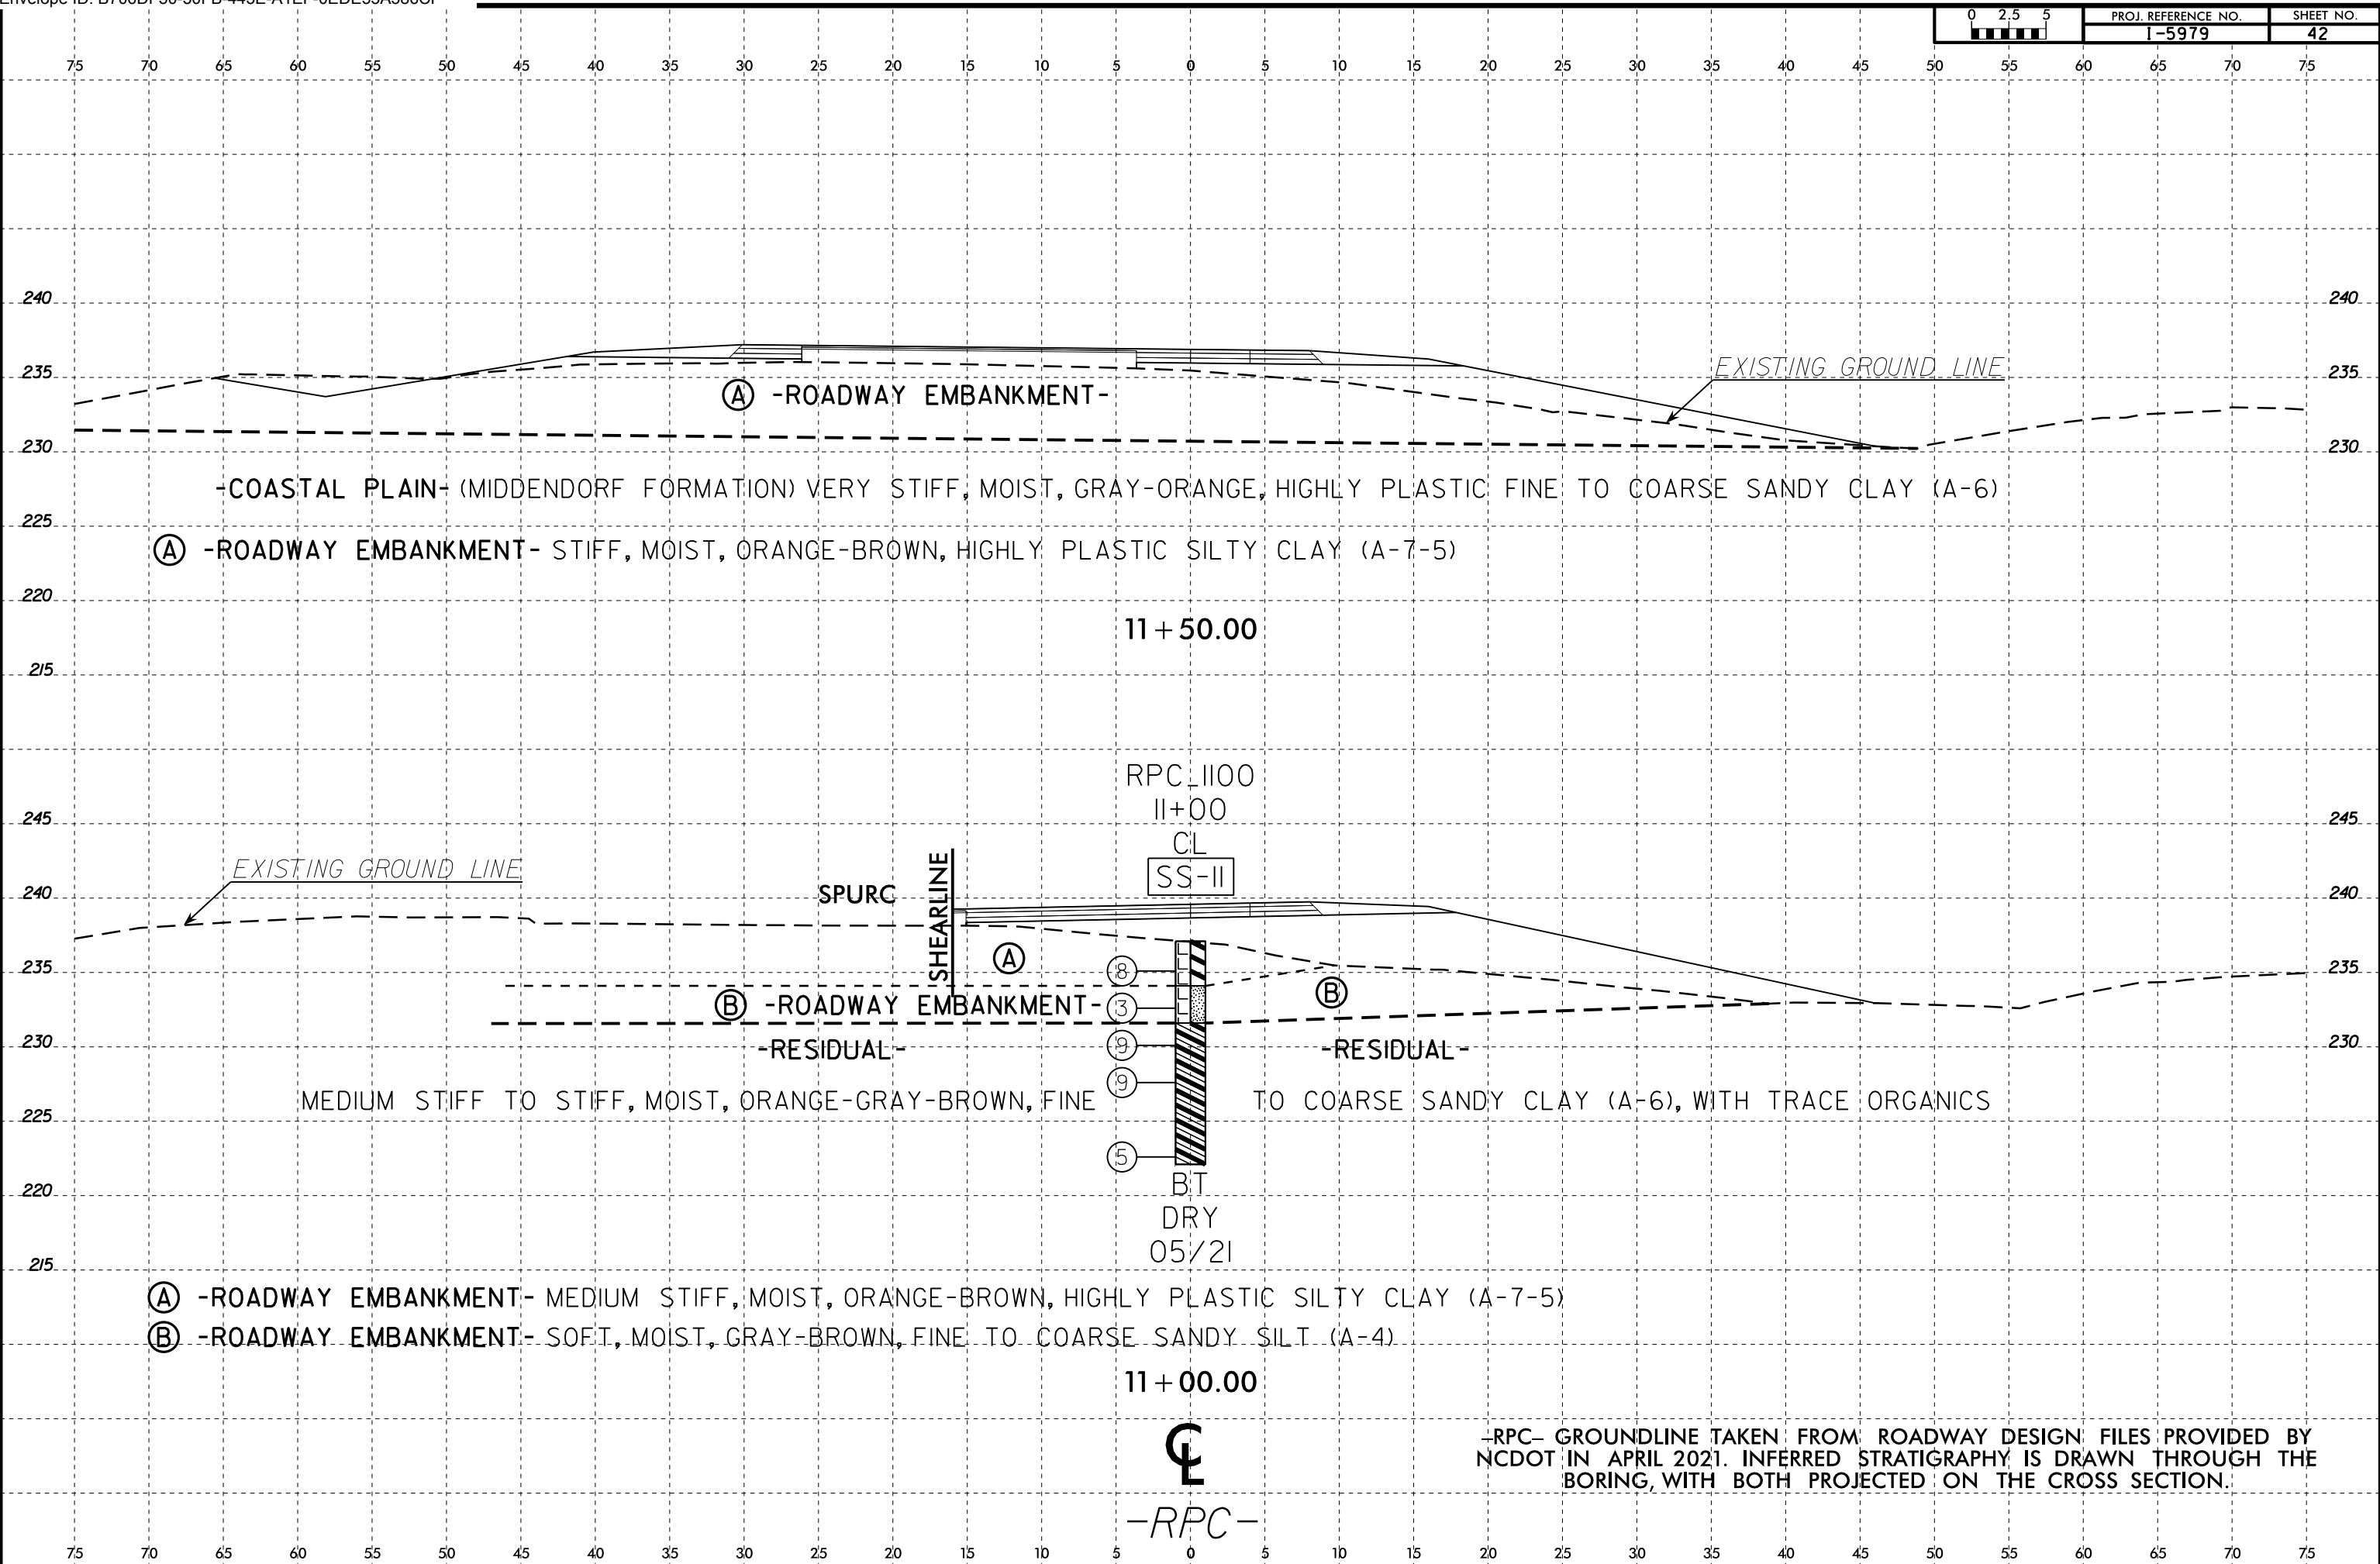 0 2.5 5
PROJ. REFERENCE NO.
SHEET NO.
I-5979
42
75 70 65 60 55 50 45 40 35 30 25 20 15 10 5 0 5 10 15 20 25 30 35 40 45 50 55 60 65 70 75
240 240
235 235
EXISTING GROUND LINE
A -ROADWAY EMBANKMENT-
230 230
-COASTAL PLAIN- (MIDDENDORF FORMATION) VERY STIFF, MOIST, GRAY-ORANGE, HIGHLY PLASTIC FINE TO COARSE SANDY CLAY (A-6)
225
A -ROADWAY EMBANKMENT- STIFF, MOIST, ORANGE-BROWN, HIGHLY PLASTIC SILTY CLAY (A-7-5)
220
11+50.00
215
RPC_1100
11+00
245 245
CL
EXISTING GROUND LINE
SS-11
240 240
SPURC
SHEARLINE
A
235 235
8
B
B -ROADWAY EMBANKMENT-
3
230 230
-RESIDUAL- 9 -RESIDUAL-
9
MEDIUM STIFF TO STIFF, MOIST, ORANGE-GRAY-BROWN, FINE TO COARSE SANDY CLAY (A-6), WITH TRACE ORGANICS
225
5
BT
220
DRY
05/21
215
A -ROADWAY EMBANKMENT- MEDIUM STIFF, MOIST, ORANGE-BROWN, HIGHLY PLASTIC SILTY CLAY (A-7-5)
B -ROADWAY EMBANKMENT- SOFT, MOIST, GRAY-BROWN, FINE TO COARSE SANDY SILT (A-4)
11+00.00
CL
-RPC- GROUNDLINE TAKEN FROM ROADWAY DESIGN FILES PROVIDED BY
NCDOT IN APRIL 2021. INFERRED STRATIGRAPHY IS DRAWN THROUGH THE
BORING, WITH BOTH PROJECTED ON THE CROSS SECTION.
-RPC-
75 70 65 60 55 50 45 40 35 30 25 20 15 10 5 0 5 10 15 20 25 30 35 40 45 50 55 60 65 70 75